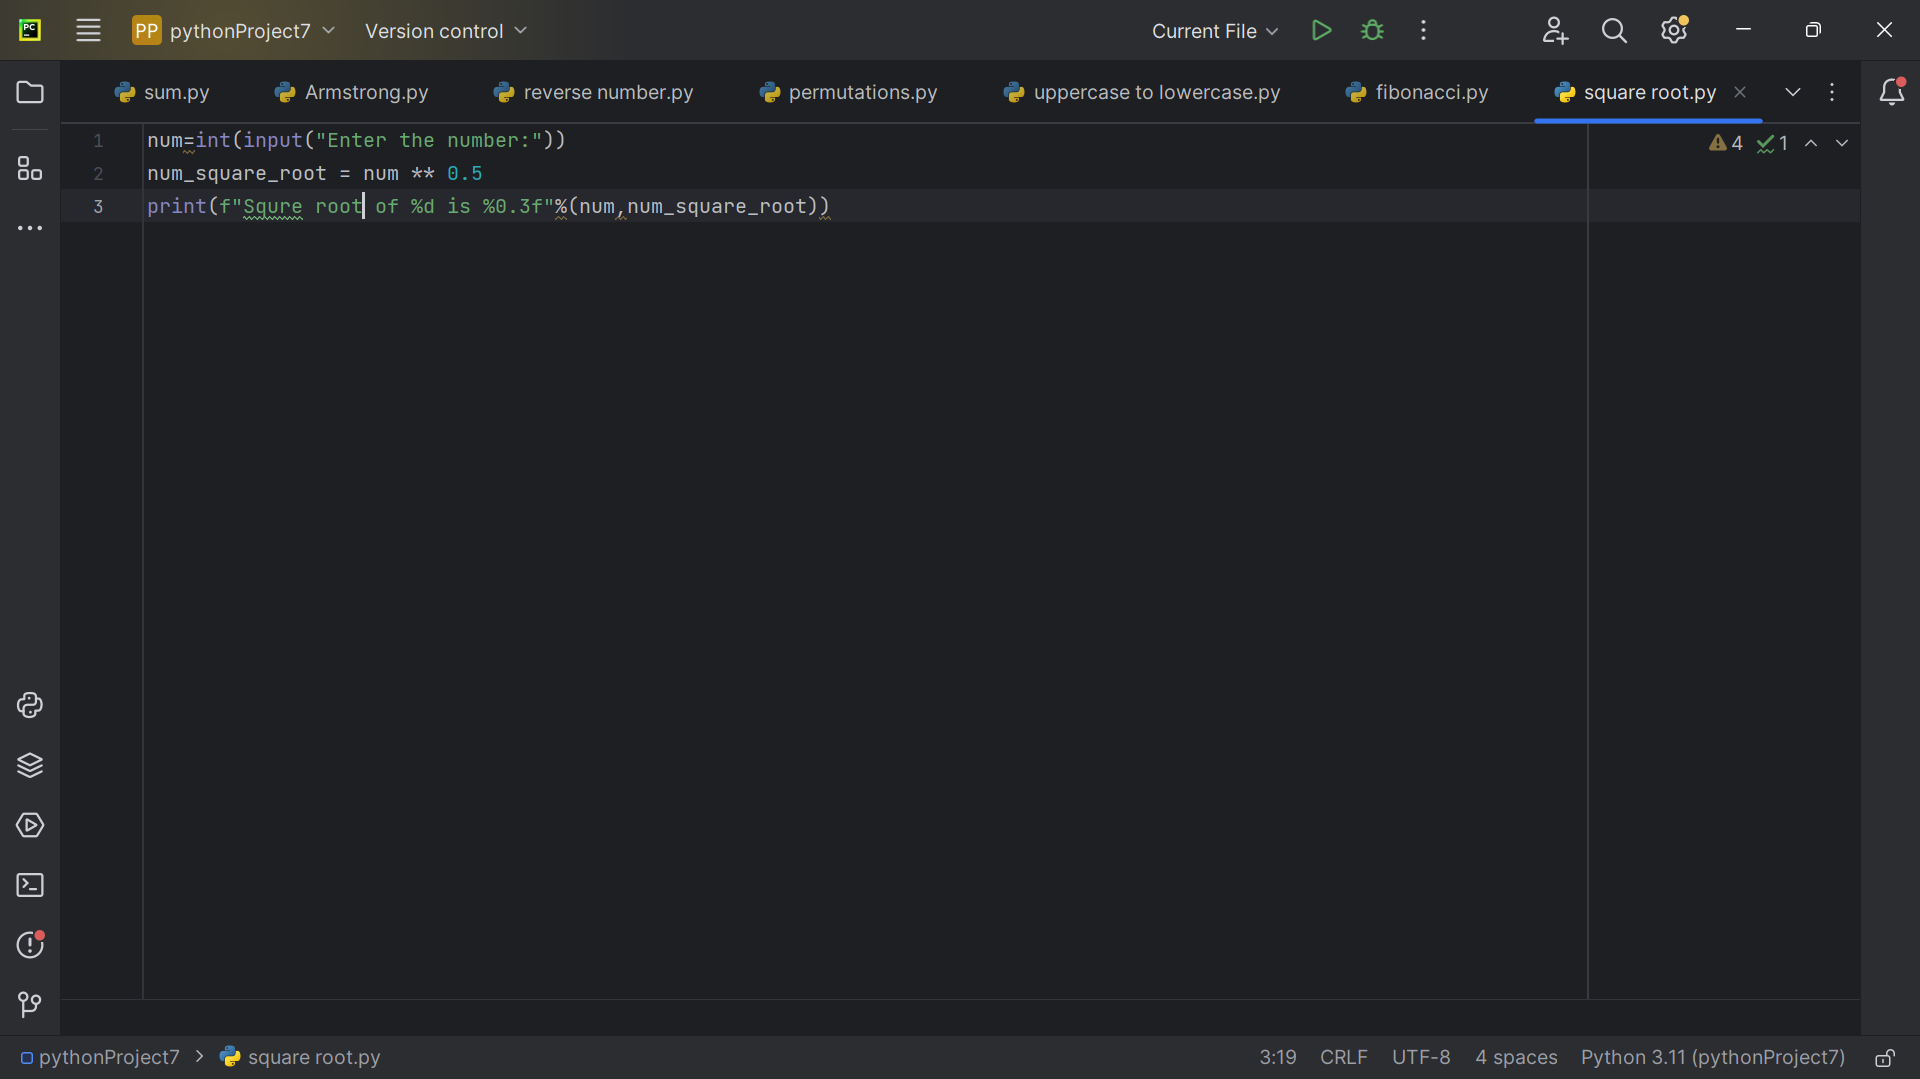 PC
PP pythonProject7 Version control Current File
sum.py Armstrong.py reverse number.py permutations.py uppercase to lowercase.py fibonacci.py square root.py
1 num=int(input("Enter the number:")) 4 1
2 num_square_root = num ** 0.5
3 print(f"Squre root of %d is %0.3f"%(num,num_square_root))
pythonProject7 > square root.py 3:19 CRLF UTF-8 4 spaces Python 3.11 (pythonProject7)